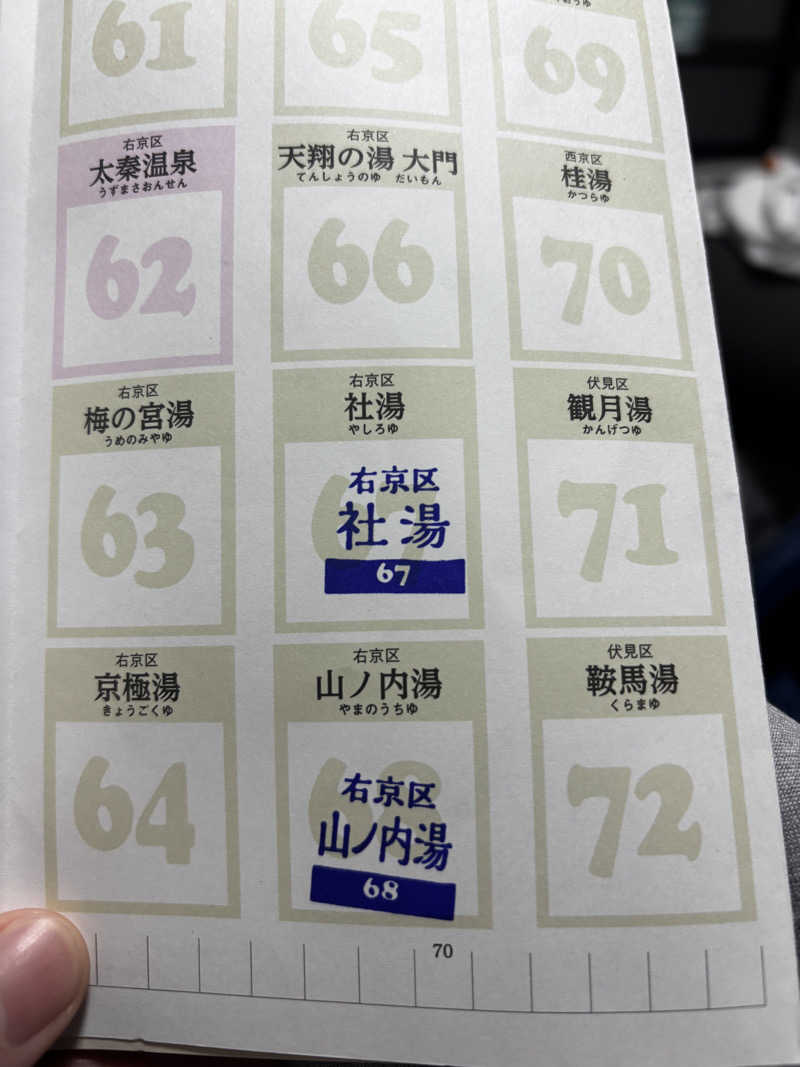 61
65
69
右京区
太秦温泉
うずまさおんせん
62
右京区
天翔の湯 大門
てんしょうのゆ だいもん
66
西京区
桂湯
かつらゆ
70
右京区
梅の宮湯
うめのみやゆ
63
右京区
社湯
やしろゆ
右京区
社湯
67
伏見区
観月湯
かんげつゆ
71
右京区
京極湯
きょうごくゆ
64
右京区
山ノ内湯
やまのうちゆ
68
右京区
山ノ内湯
68
伏見区
鞍馬湯
くらまゆ
72
70